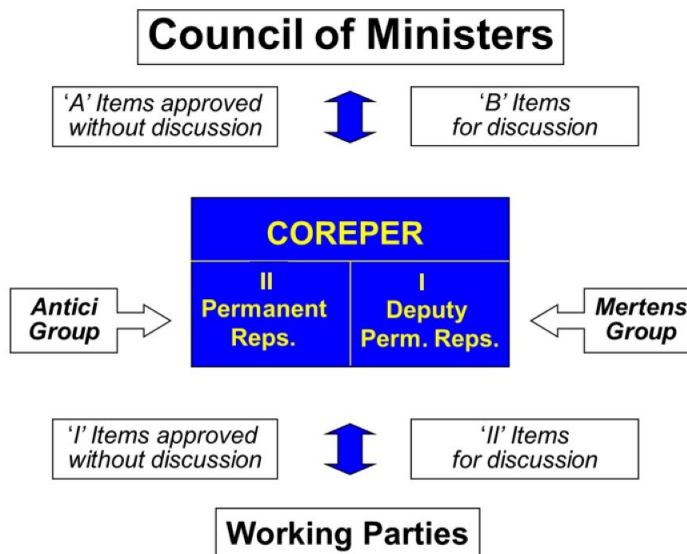 Council of Ministers
‘A’ Items approved
without discussion
‘B’ Items
for discussion
COREPER
II
Permanent
Reps.
I
Deputy
Perm. Reps.
Antici
Group
Mertens
Group
‘I’ Items approved
without discussion
‘II’ Items
for discussion
Working Parties